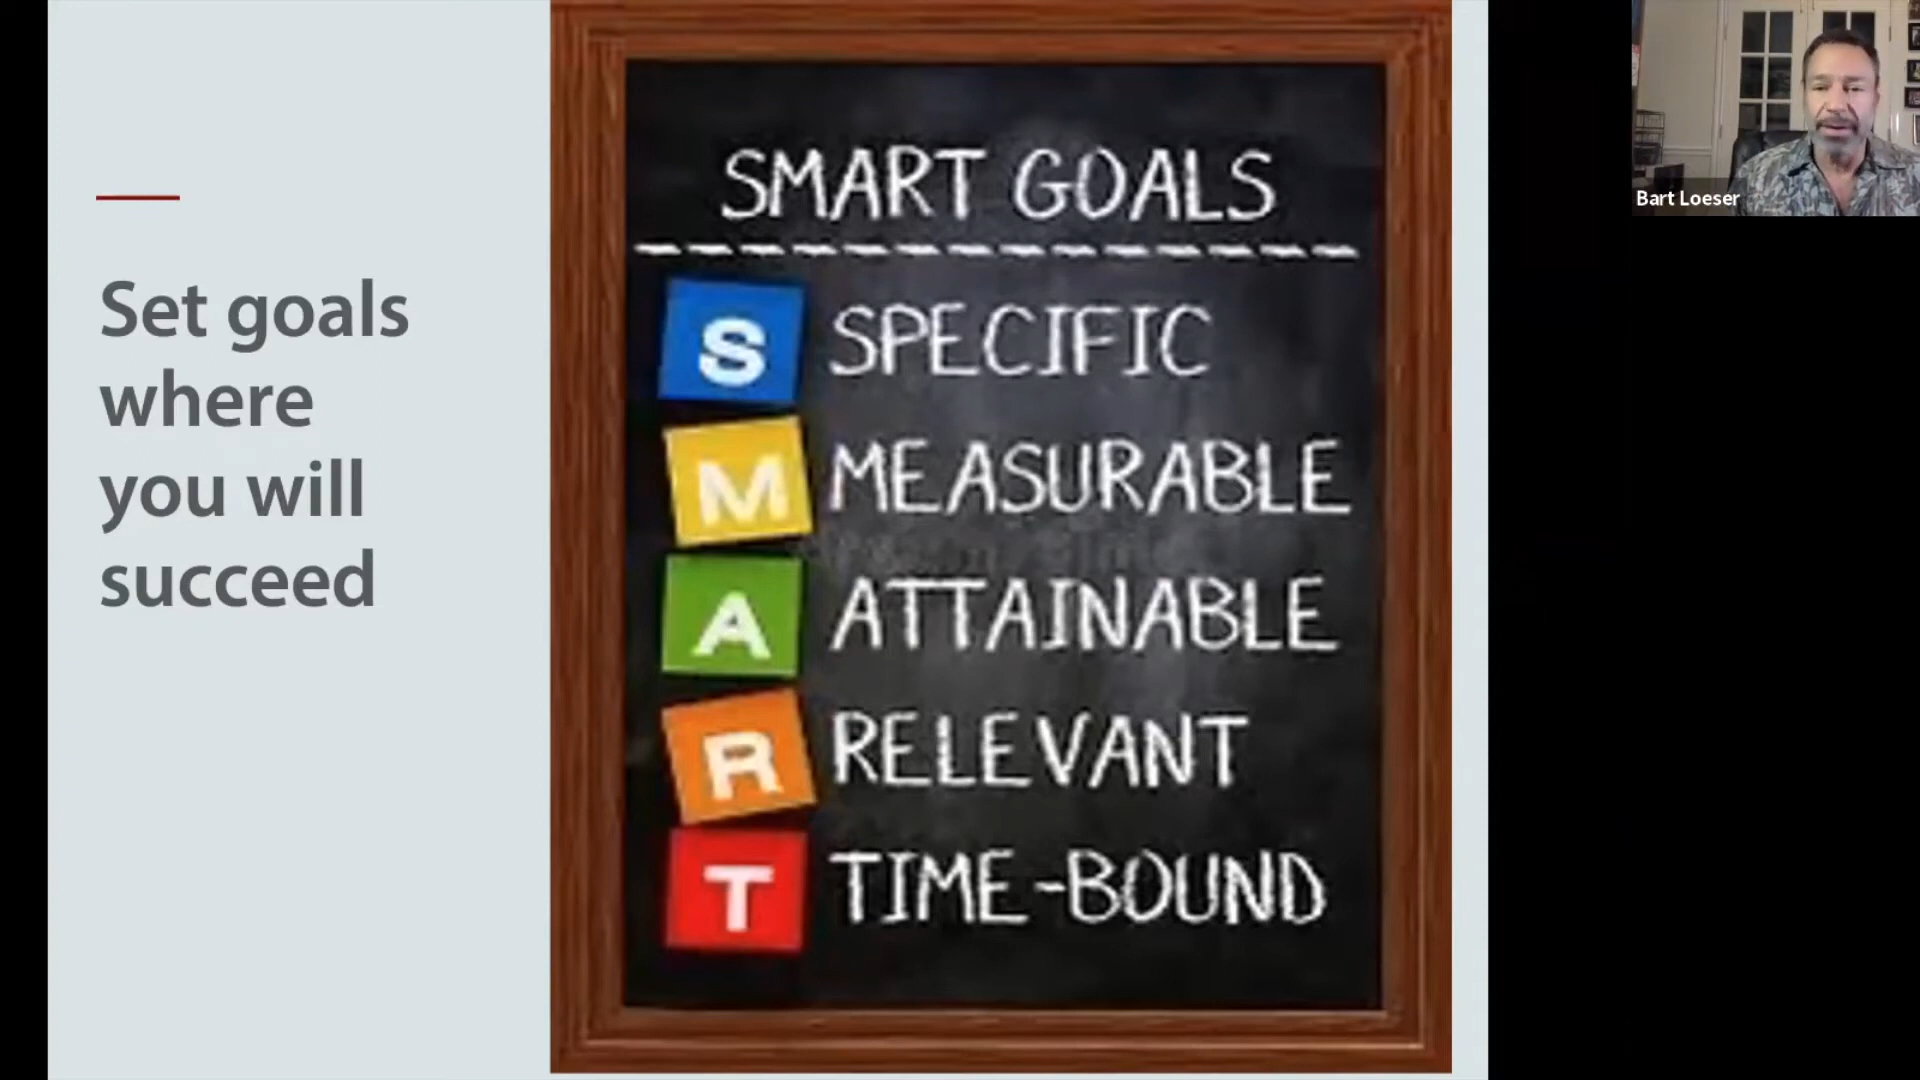 Set goals
where
you will
succeed
SMART GOALS
S SPECIFIC
M MEASURABLE
A ATTAINABLE
R RELEVANT
T TIME-BOUND
Bart Loeser